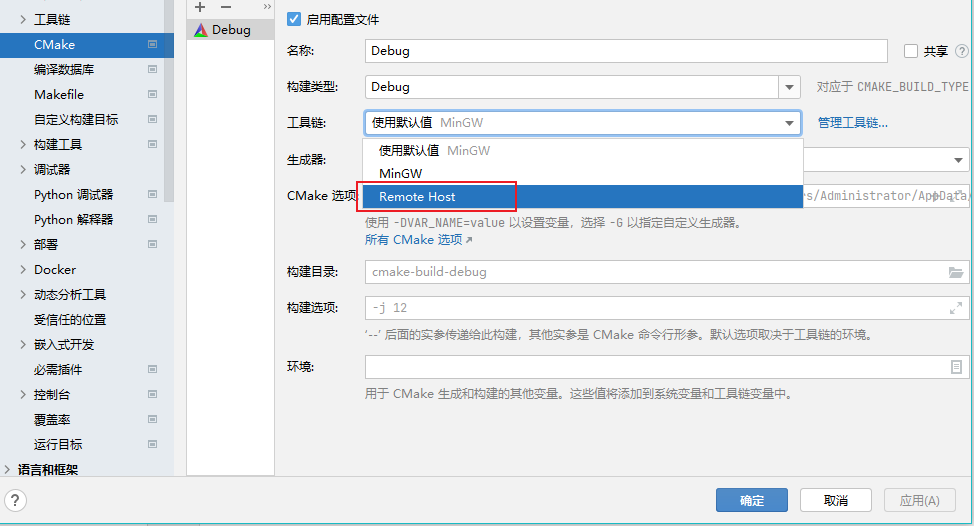 工具链
CMake
编译数据库
Makefile
自定义构建目标
构建工具
调试器
Python 调试器
Python 解释器
部署
Docker
动态分析工具
受信任的位置
嵌入式开发
必需插件
控制台
覆盖率
运行目标
语言和框架
Debug
启用配置文件
名称: Debug 共享
构建类型: Debug 对应于 CMAKE_BUILD_TYPE
工具链: 使用默认值 MinGW 管理工具链...
使用默认值 MinGW
生成器:
MinGW
CMake 选项 Remote Host rs/Administrator/AppData/
使用 -DVAR_NAME=value 以设置变量，选择 -G 以指定自定义生成器。
所有 CMake 选项
构建目录: cmake-build-debug
构建选项: -j 12
‘--’ 后面的实参传递给此构建，其他实参是 CMake 命令行形参。默认选项取决于工具链的环境。
环境:
用于 CMake 生成和构建的其他变量。这些值将添加到系统变量和工具链变量中。
确定 取消 应用(A)